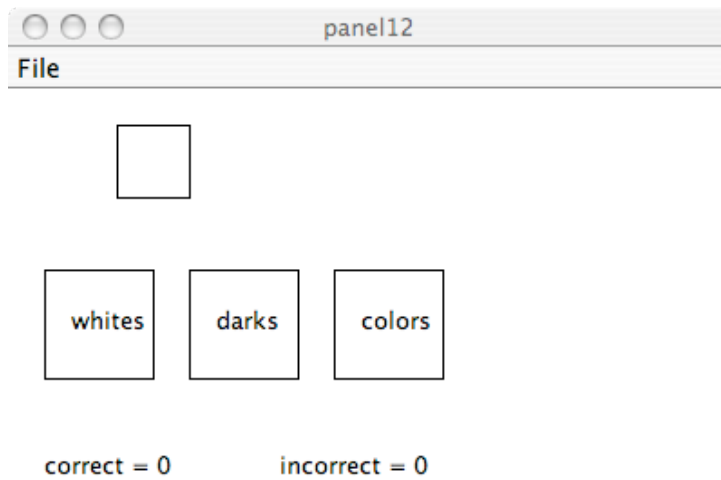 panel12
File
whites darks colors
correct = 0 incorrect = 0